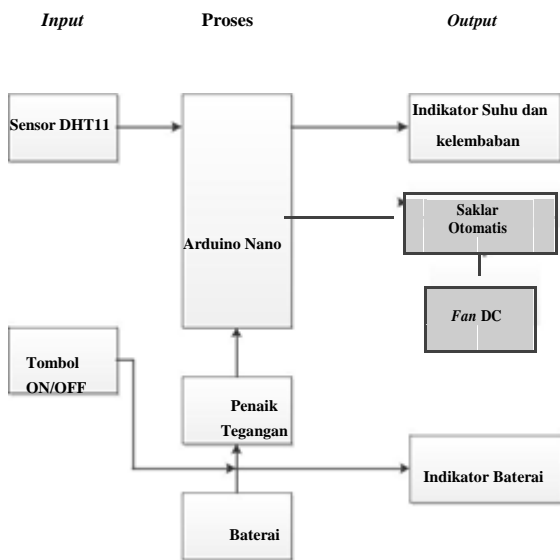 Input
Proses
Output
Sensor DHT11
Indikator Suhu dan
kelembaban
Saklar
Otomatis
Arduino Nano
Fan DC
Tombol
ON/OFF
Penaik
Tegangan
Indikator Baterai
Baterai